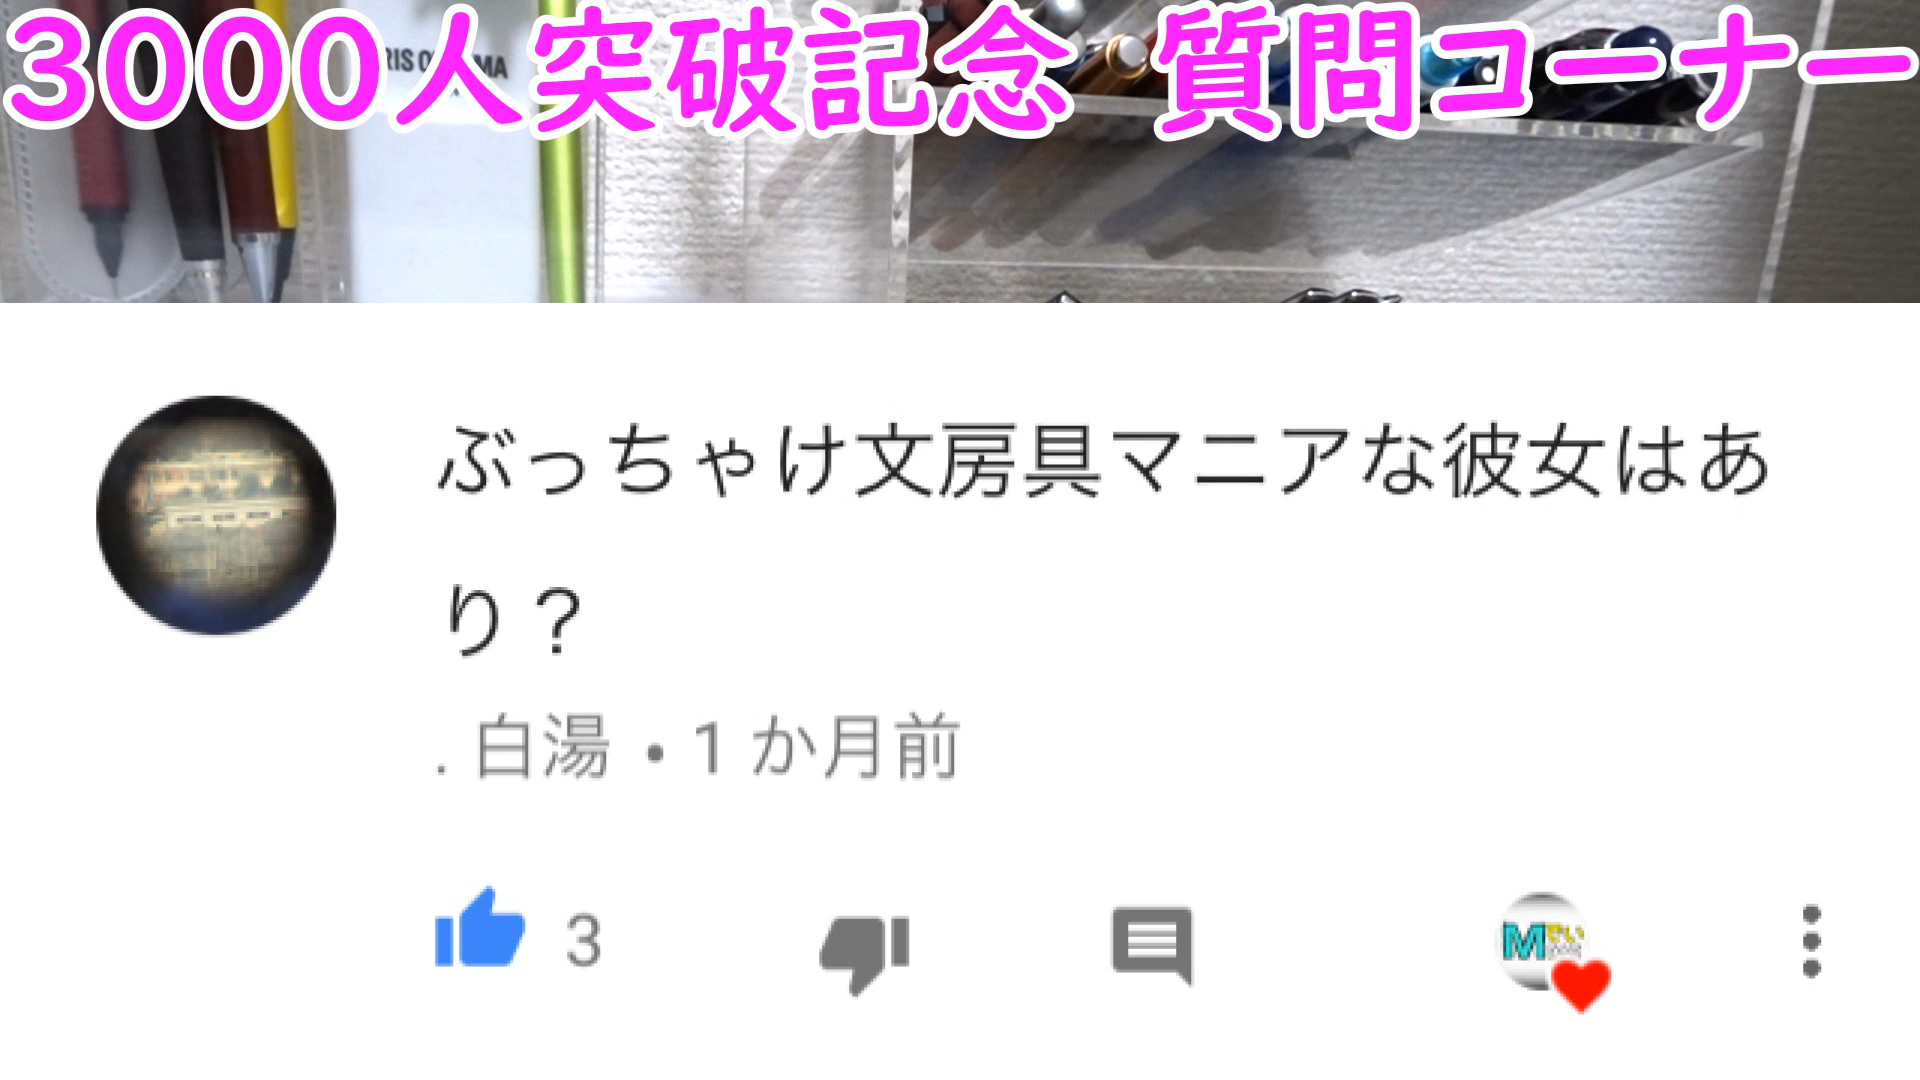 3000人突破記念 質問コーナー
ぶっちゃけ文房具マニアな彼女はあ
り？
. 白湯 • 1 か月前
3